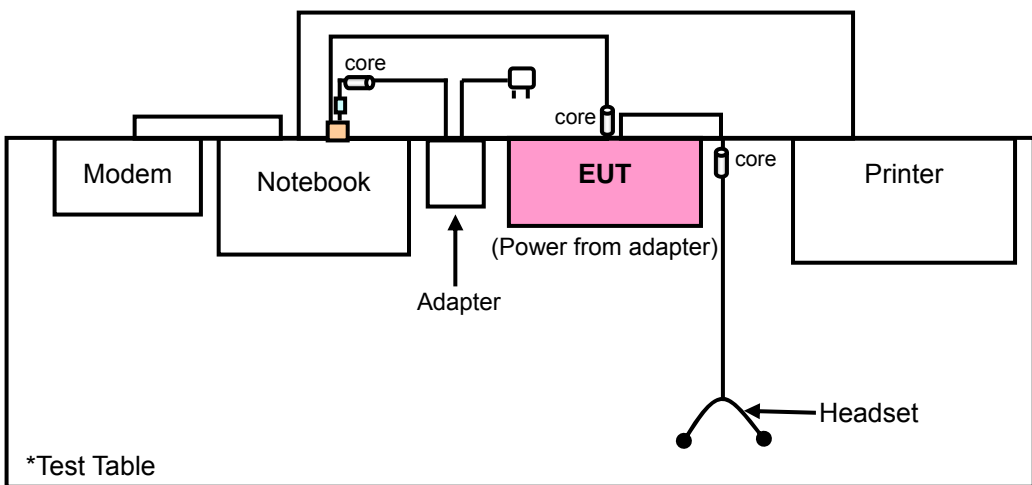 core
core
core
Modem
Notebook
EUT
Printer
(Power from adapter)
Adapter
Headset
*Test Table